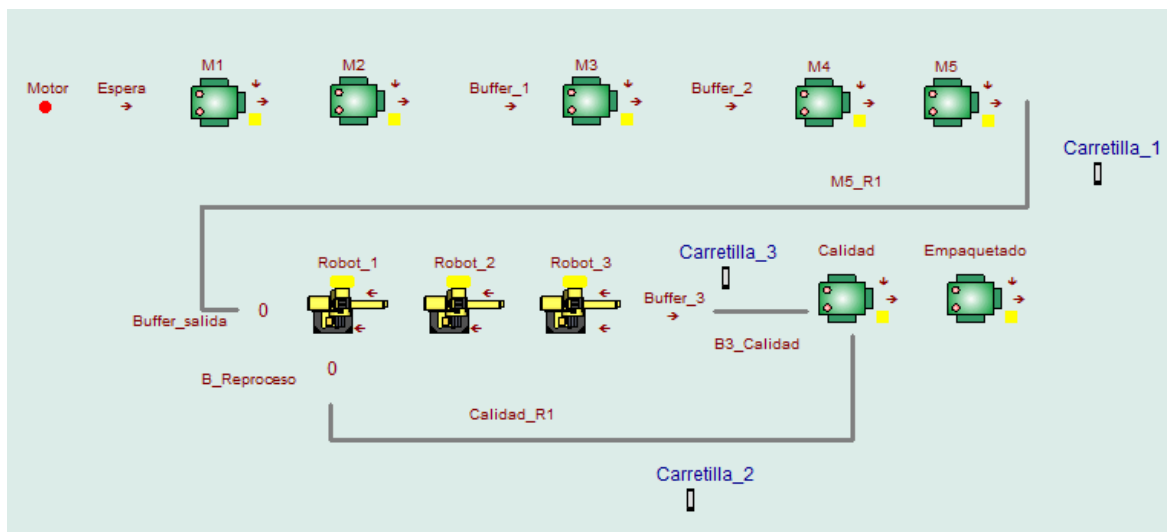 Motor
Espera
M1
M2
Buffer_1
M3
Buffer_2
M4
M5
Carretilla_1
M5_R1
Carretilla_3
Calidad
Empaquetado
Robot_1
Robot_2
Robot_3
Buffer_3
Buffer_salida
0
B3_Calidad
B_Reproceso
0
Calidad_R1
Carretilla_2